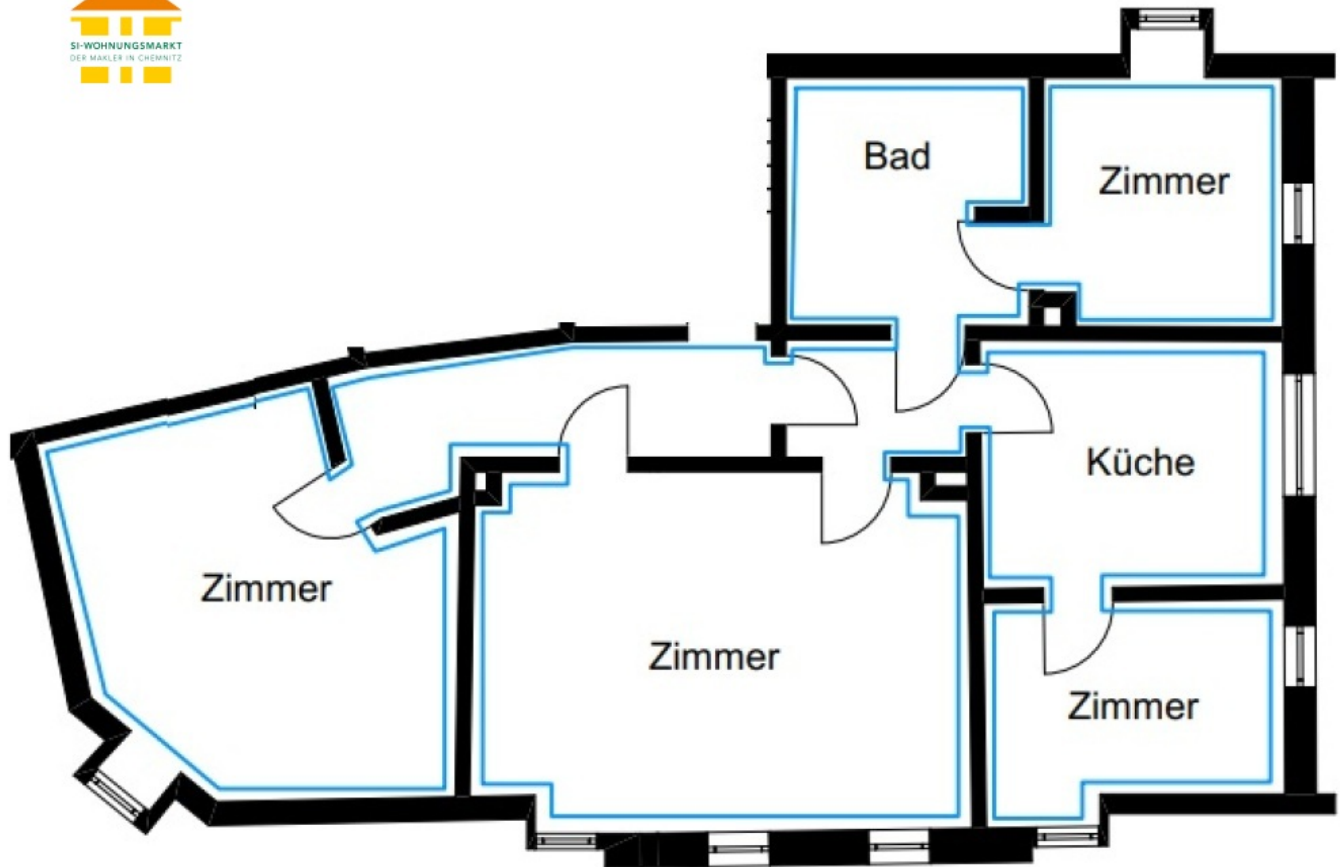 SI-WOHNUNGSMARKT
DER MAKLER IN CHEMNITZ
Bad
Zimmer
Küche
Zimmer
Zimmer
Zimmer